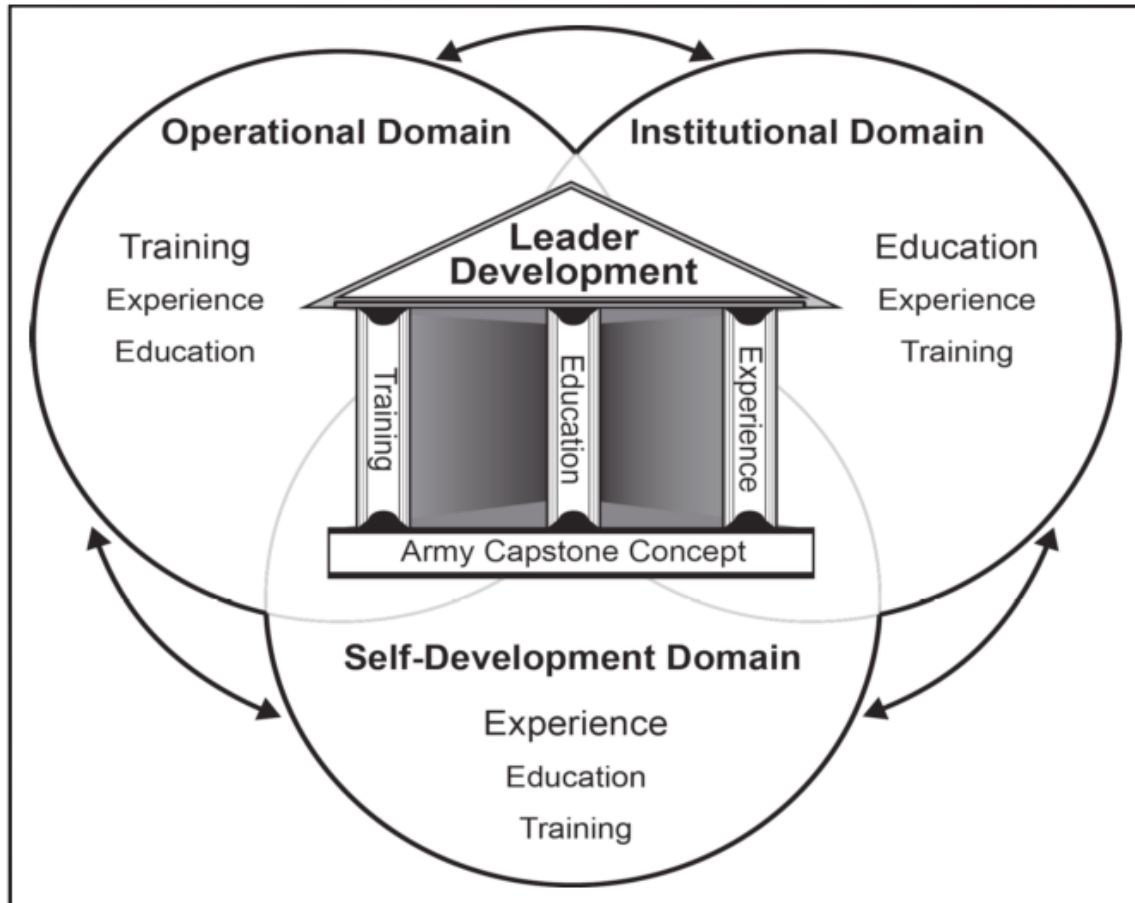 Operational Domain
Institutional Domain
Training
Experience
Education
Education
Experience
Training
Leader
Development
Training
Education
Experience
Army Capstone Concept
Self-Development Domain
Experience
Education
Training